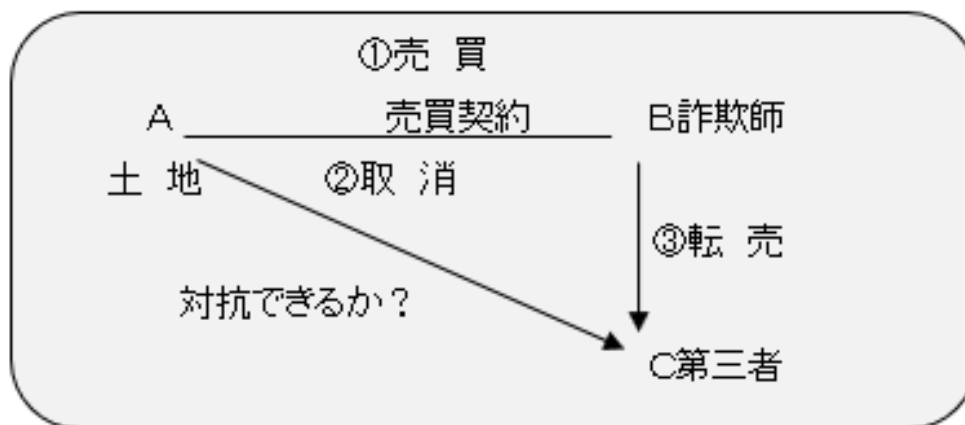 ①売 買
A 売買契約 B詐欺師
土 地 ②取 消
③転 売
対抗できるか？
C第三者